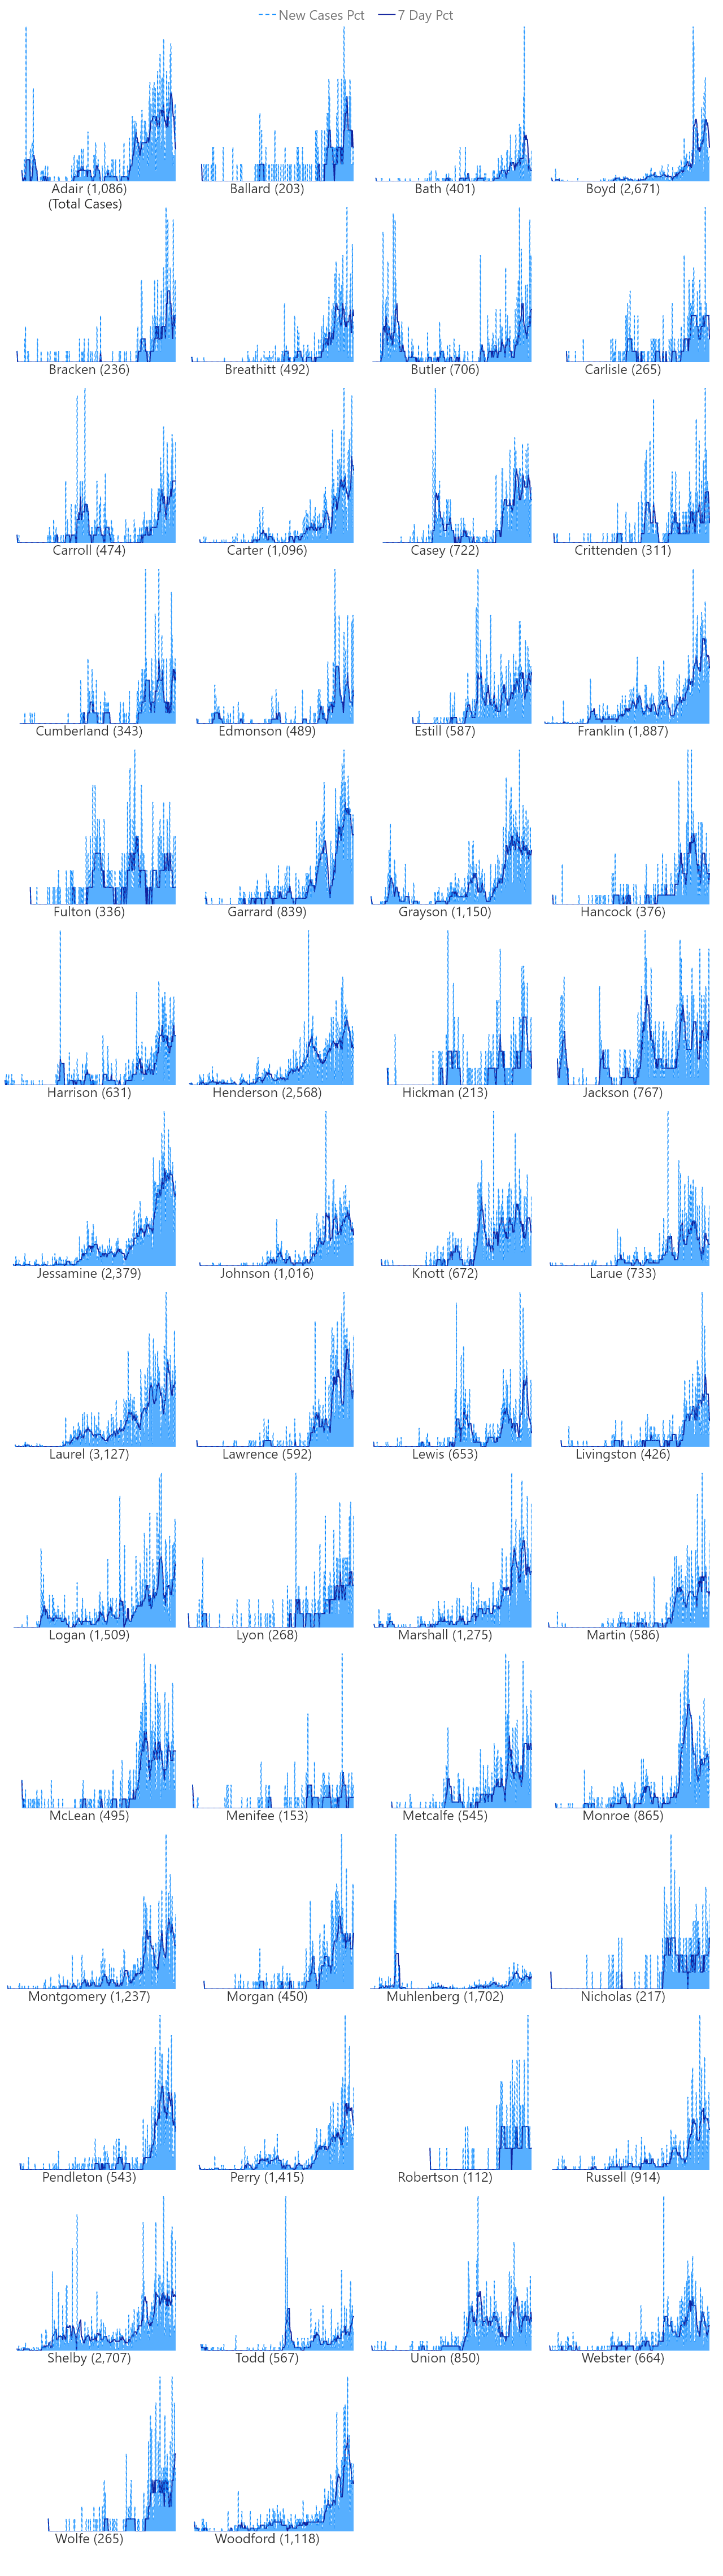 New Cases Pct 7 Day Pct
Adair (1,086) Ballard (203) Bath (401) Boyd (2,671)
(Total Cases)
Bracken (236) Breathitt (492) Butler (706) Carlisle (265)
Carroll (474) Carter (1,096) Casey (722) Crittenden (311)
Cumberland (343) Edmonson (489) Estill (587) Franklin (1,887)
Fulton (336) Garrard (839) Grayson (1,150) Hancock (376)
Harrison (631) Henderson (2,568) Hickman (213) Jackson (767)
Jessamine (2,379) Johnson (1,016) Knott (672) Larue (733)
Laurel (3,127) Lawrence (592) Lewis (653) Livingston (426)
Logan (1,509) Lyon (268) Marshall (1,275) Martin (586)
McLean (495) Menifee (153) Metcalfe (545) Monroe (865)
Montgomery (1,237) Morgan (450) Muhlenberg (1,702) Nicholas (217)
Pendleton (543) Perry (1,415) Robertson (112) Russell (914)
Shelby (2,707) Todd (567) Union (850) Webster (664)
Wolfe (265) Woodford (1,118)